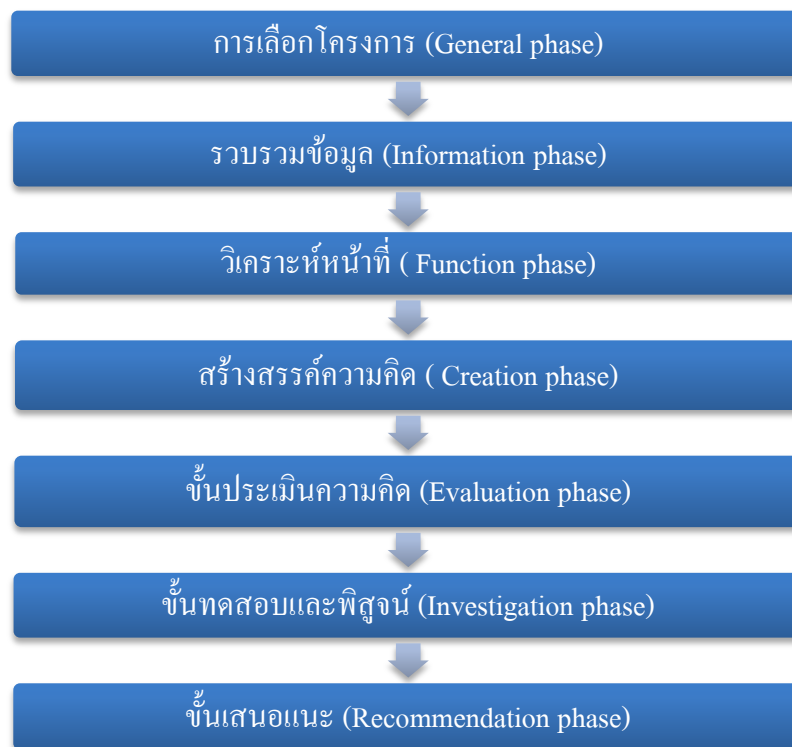 การเลือกโครงการ (General phase)
รวบรวมข้อมูล (Information phase)
วิเคราะห์หน้าที่ ( Function phase)
สร้างสรรค์ความคิด ( Creation phase)
ขั้นประเมินความคิด (Evaluation phase)
ขั้นทดสอบและพิสูจน์ (Investigation phase)
ขั้นเสนอแนะ (Recommendation phase)